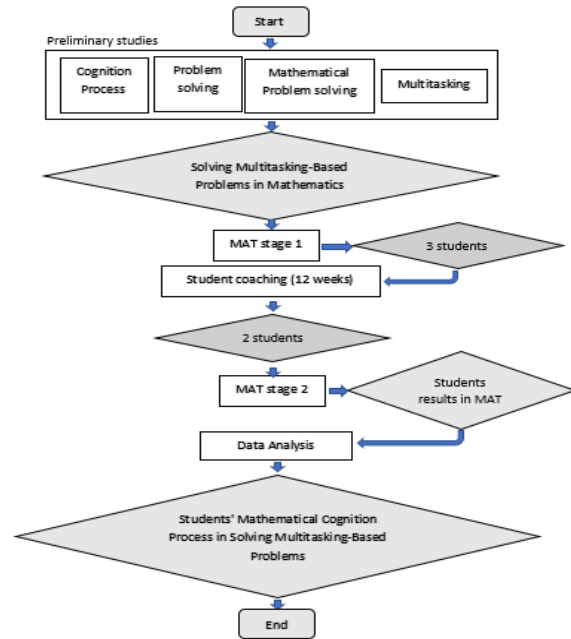 Start
Preliminary studies
Cognition
Process
Problem
solving
Mathematical
Problem solving
Multitasking
Solving Multitasking-Based
Problems in Mathematics
MAT stage 1
3 students
Student coaching (12 weeks)
2 students
MAT stage 2
Students
results in MAT
Data Analysis
Students' Mathematical Cognition
Process in Solving Multitasking-Based
Problems
End